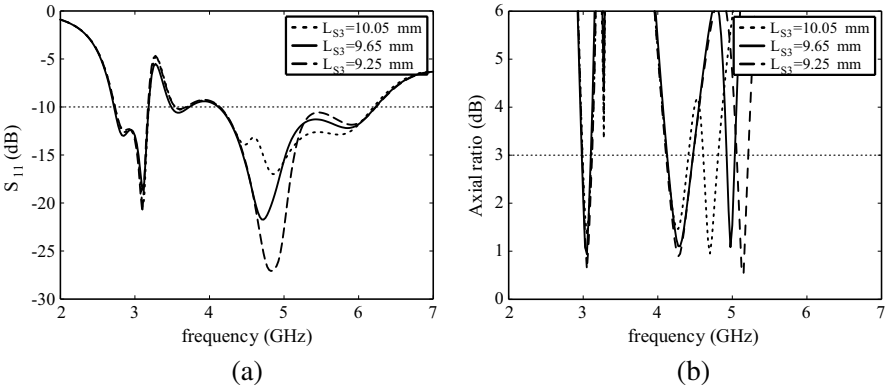 0
-5
-10
-15
-20
-25
-30
S11 (dB)
2 3 4 5 6 7
frequency (GHz)
LS3=10.05 mm
LS3=9.65 mm
LS3=9.25 mm
(a)
6
5
4
3
2
1
0
Axial ratio (dB)
2 3 4 5 6 7
frequency (GHz)
LS3=10.05 mm
LS3=9.65 mm
LS3=9.25 mm
(b)